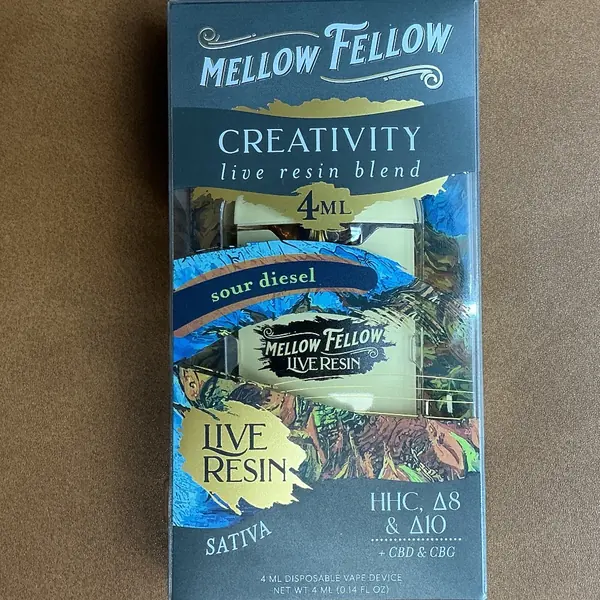 MELLOW FELLOW
CREATIVITY
live resin blend
4ML
sour diesel
MELLOW FELLOW
LIVE RESIN
LIVE
RESIN
SATIVA
HHC, Δ8
& Δ10
+ CBD & CBG
4 ML DISPOSABLE VAPE DEVICE
NET WT 4 ML (0.14 FL OZ)